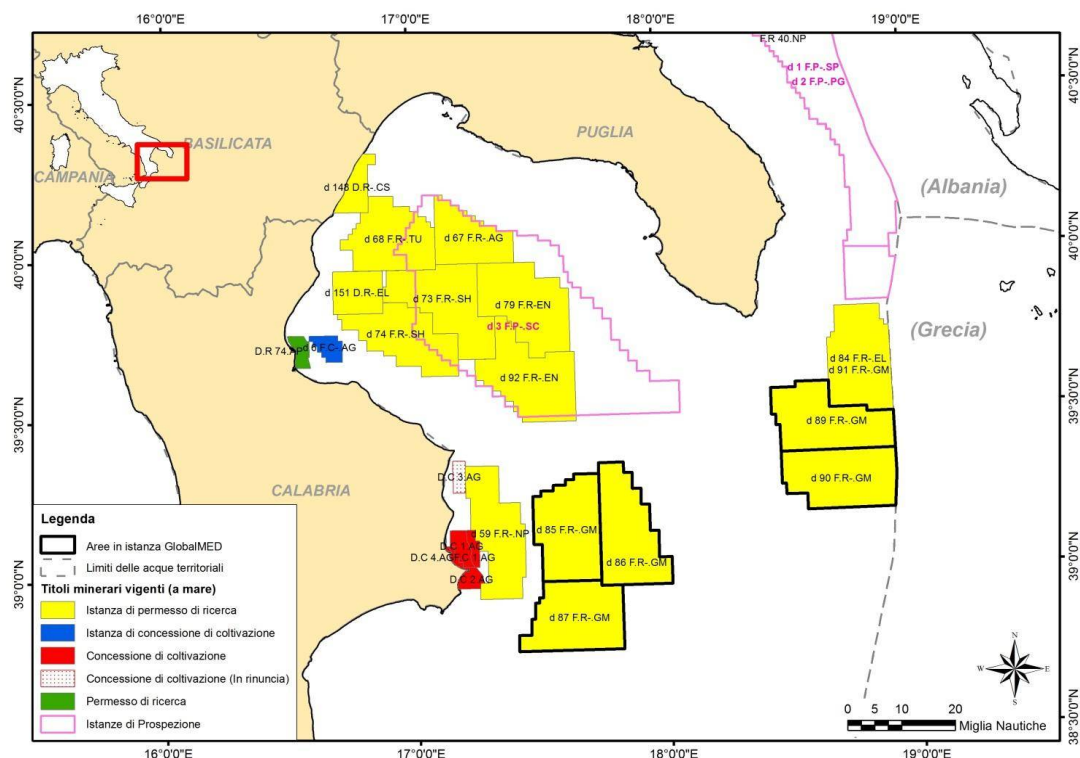 16°0'0"E 17°0'0"E 18°0'0"E 19°0'0"E
F.R 40.NP
d 1 F.P-.SP
d 2 F.P-.PG
40°30'0"N
40°30'0"N
BASILICATA
PUGLIA
CAMPANIA
(Albania)
d 148 D.R-.CS
d 68 F.R-.TU
d 67 F.R-.AG
40°0'0"N
40°0'0"N
d 151 D.R-.EL
d 73 F.R-.SH
d 79 F.R-EN
d 3 F.P-.SC
d 74 F.R-.SH
(Grecia)
D.R 74.AP
d 6 F.C-.AG
d 84 F.R-.EL
d 91 F.R-.GM
d 92 F.R-.EN
39°30'0"N
39°30'0"N
d 89 F.R-.GM
d 90 F.R-.GM
CALABRIA
D.C 3.AG
d 59 F.R-.NP
d 85 F.R-.GM
D.C 1.AG
D.C 4.AG
F.C 1.AG
d 86 F.R-.GM
D.C 2.AG
39°0'0"N
39°0'0"N
d 87 F.R-.GM
Legenda
Aree in istanza GlobalMED
Limiti delle acque territoriali
Titoli minerari vigenti (a mare)
Istanza di permesso di ricerca
Istanza di concessione di coltivazione
Concessione di coltivazione
Concessione di coltivazione (In rinuncia)
Permesso di ricerca
Istanze di Prospezione
N
W E
S
0 5 10 20
Miglia Nautiche
38°30'0"N
16°0'0"E 17°0'0"E 18°0'0"E 19°0'0"E